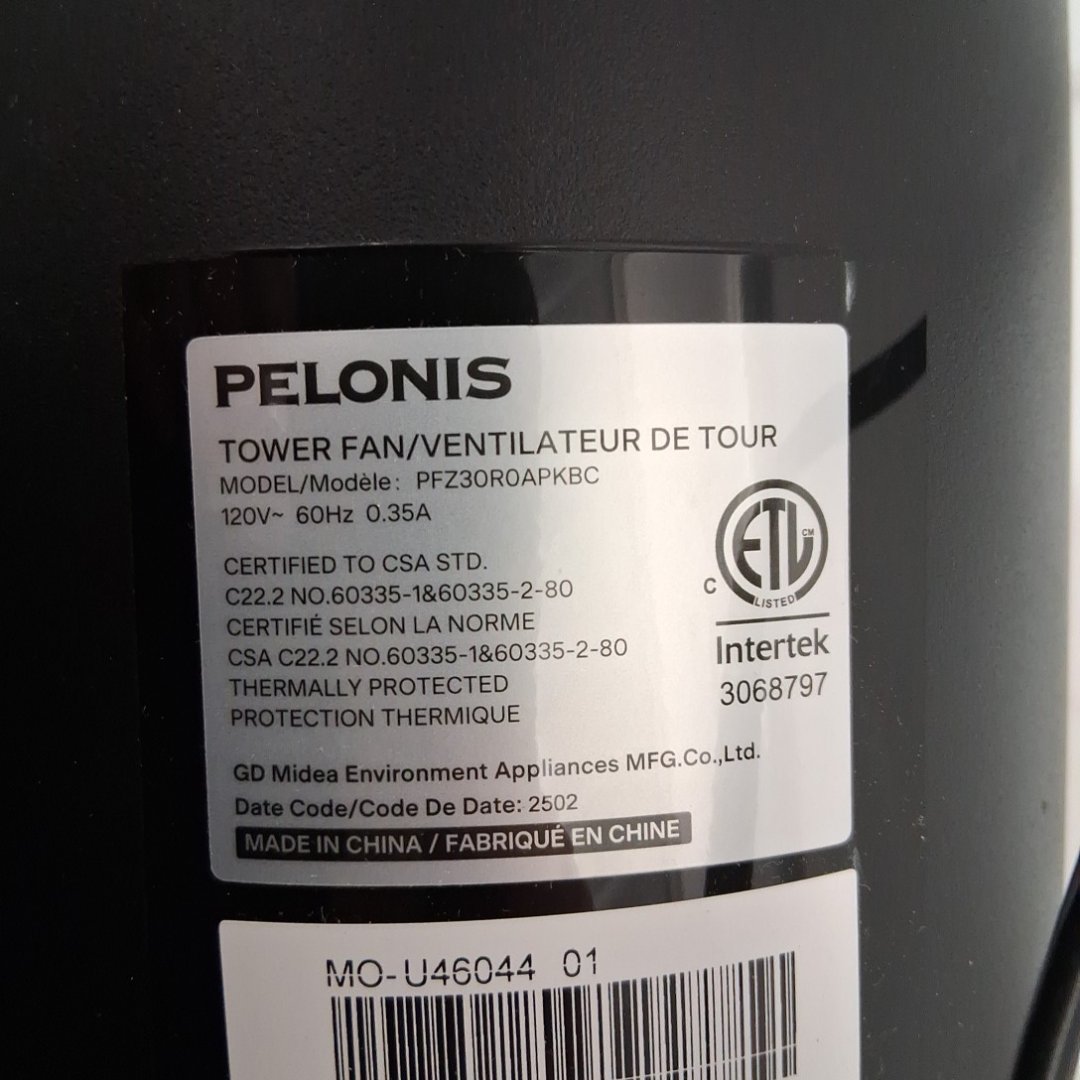 PELONIS
TOWER FAN/VENTILATEUR DE TOUR
MODEL/Modèle: PFZ30R0APKBC
120V~ 60Hz 0.35A
CERTIFIED TO CSA STD.
C22.2 NO.60335-1&60335-2-80
CERTIFIÉ SELON LA NORME
CSA C22.2 NO.60335-1&60335-2-80
THERMALLY PROTECTED
PROTECTION THERMIQUE
ETL CM
C LISTED
Intertek
3068797
GD Midea Environment Appliances MFG.Co.,Ltd.
Date Code/Code De Date: 2502
MADE IN CHINA / FABRIQUÉ EN CHINE
MO-U46044 01